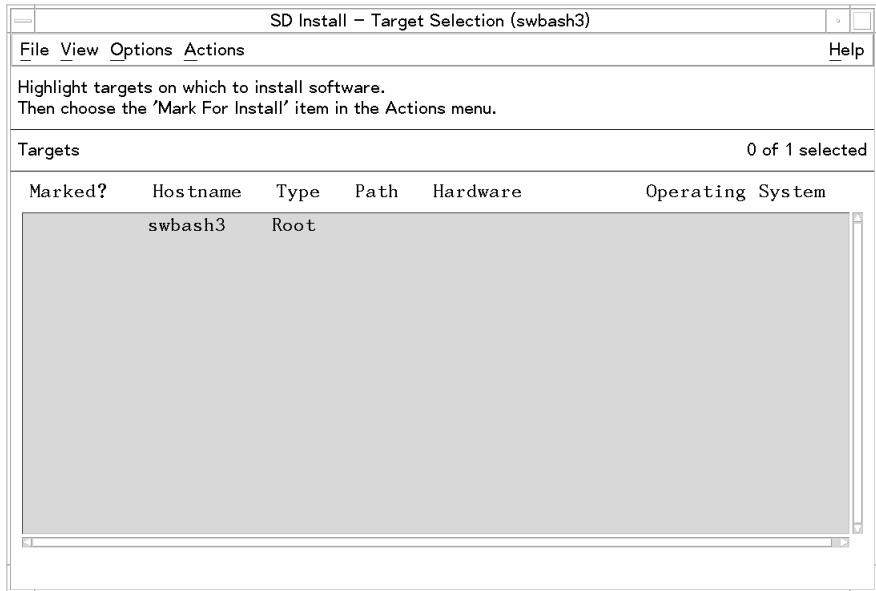 SD Install - Target Selection (swbash3)
File View Options Actions Help
Highlight targets on which to install software.
Then choose the 'Mark For Install' item in the Actions menu.
Targets 0 of 1 selected
Marked? Hostname Type Path Hardware Operating System
swbash3 Root